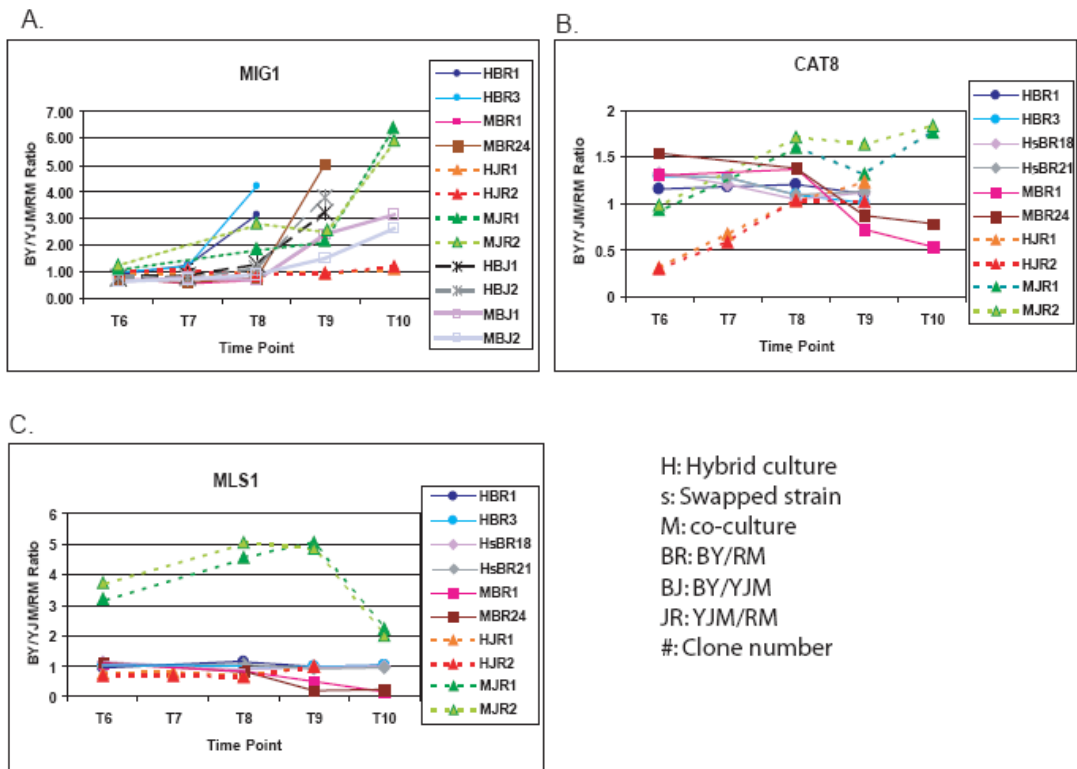 A.
MIG1
BY/YJM/RM Ratio
7.00
6.00
5.00
4.00
3.00
2.00
1.00
0.00
T6 T7 T8 T9 T10
Time Point
HBR1
HBR3
MBR1
MBR24
HJR1
HJR2
MJR1
MJR2
HBJ1
HBJ2
MBJ1
MBJ2
B.
CAT8
BY/YJM/RM Ratio
2
1.5
1
0.5
0
T6 T7 T8 T9 T10
Time Point
HBR1
HBR3
HsBR18
HsBR21
MBR1
MBR24
HJR1
HJR2
MJR1
MJR2
C.
MLS1
BY/YJM/RM Ratio
6
5
4
3
2
1
0
T6 T7 T8 T9 T10
Time Point
HBR1
HBR3
HsBR18
HsBR21
MBR1
MBR24
HJR1
HJR2
MJR1
MJR2
H: Hybrid culture
s: Swapped strain
M: co-culture
BR: BY/RM
BJ: BY/YJM
JR: YJM/RM
#: Clone number